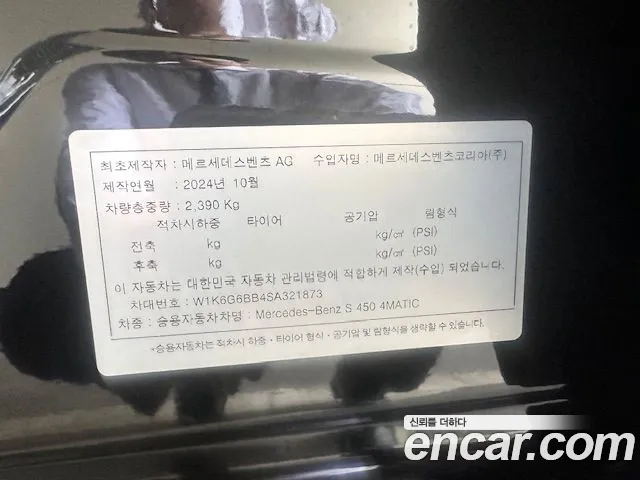 최초제작자 : 메르세데스벤츠 AG 수입자명 : 메르세데스벤츠코리아(주)
제작연월 : 2024년 10월
차량총중량 : 2,390 Kg
적차시하중 타이어 공기압 림형식
전축 kg kg/㎠ (PSI)
후축 kg kg/㎠ (PSI)
이 자동차는 대한민국 자동차 관리법령에 적합하게 제작(수입) 되었습니다.
차대번호 : W1K6G6BB4SA321873
차종 : 승용자동차차명 : Mercedes-Benz S 450 4MATIC
*승용자동차는 적차시 하중 · 타이어 형식 · 공기압 및 림형식을 생략할 수 있습니다.
신뢰를 더하다
encar.com